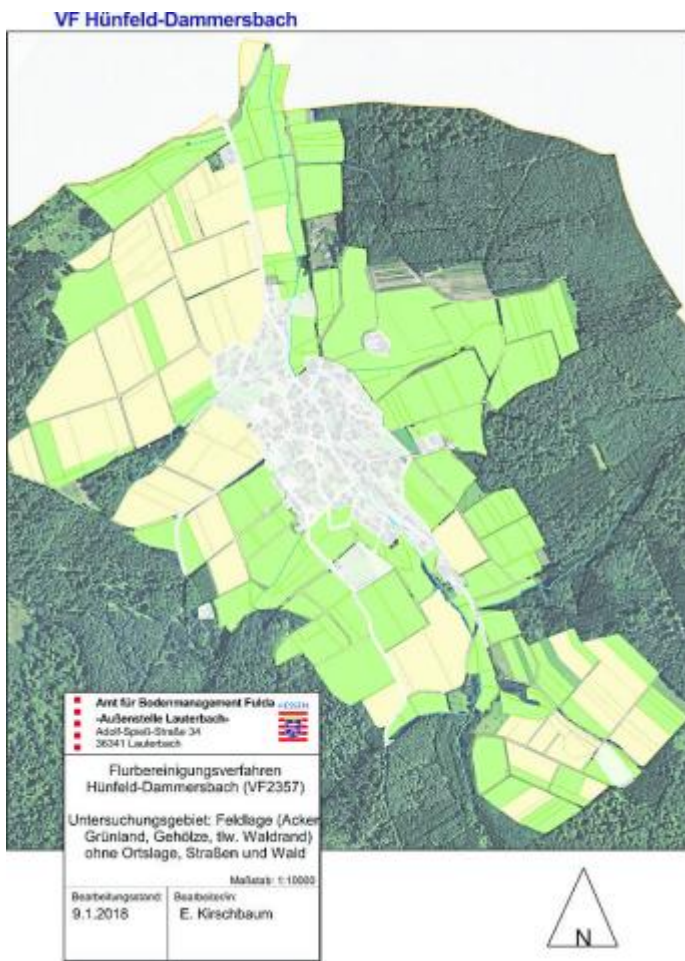 VF Hünfeld-Dammersbach
Amt für Bodenmanagement Fulda
HESSEN
-Außenstelle Lauterbach-
Adolf-Spieß-Straße 34
36341 Lauterbach
Flurbereinigungsverfahren
Hünfeld-Dammersbach (VF2357)
Untersuchungsgebiet: Feldlage (Acker
Grünland, Gehölze, tlw. Waldrand)
ohne Ortslage, Straßen und Wald
Maßstab: 1:10000
Bearbeitungsstand:
9.1.2018
Bearbeiterin:
E. Kirschbaum
N